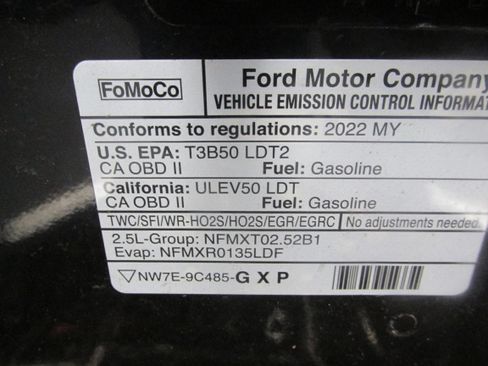 FoMoCo
Ford Motor Company
VEHICLE EMISSION CONTROL
Conforms to regulations: 2022 MY
U.S. EPA: T3B50 LDT2
CA OBD II Fuel: Gasoline
California: ULEV50 LDT
CA OBD II Fuel: Gasoline
TWC/SFI/WR-HO2S/HO2S/EGR/EGRC No adjustments needed.
2.5L-Group: NFMXT02.52B1
Evap: NFMXR0135LDF
NW7E-9C485-G X P